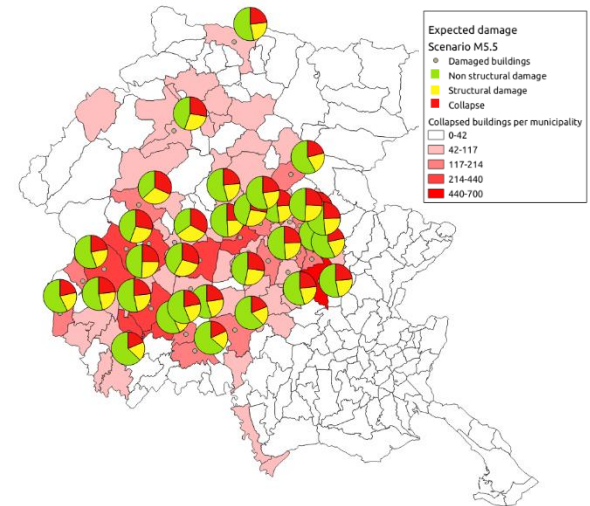 Expected damage
Scenario M5.5
Damaged buildings
Non structural damage
Structural damage
Collapse
Collapsed buildings per municipality
0-42
42-117
117-214
214-440
440-700